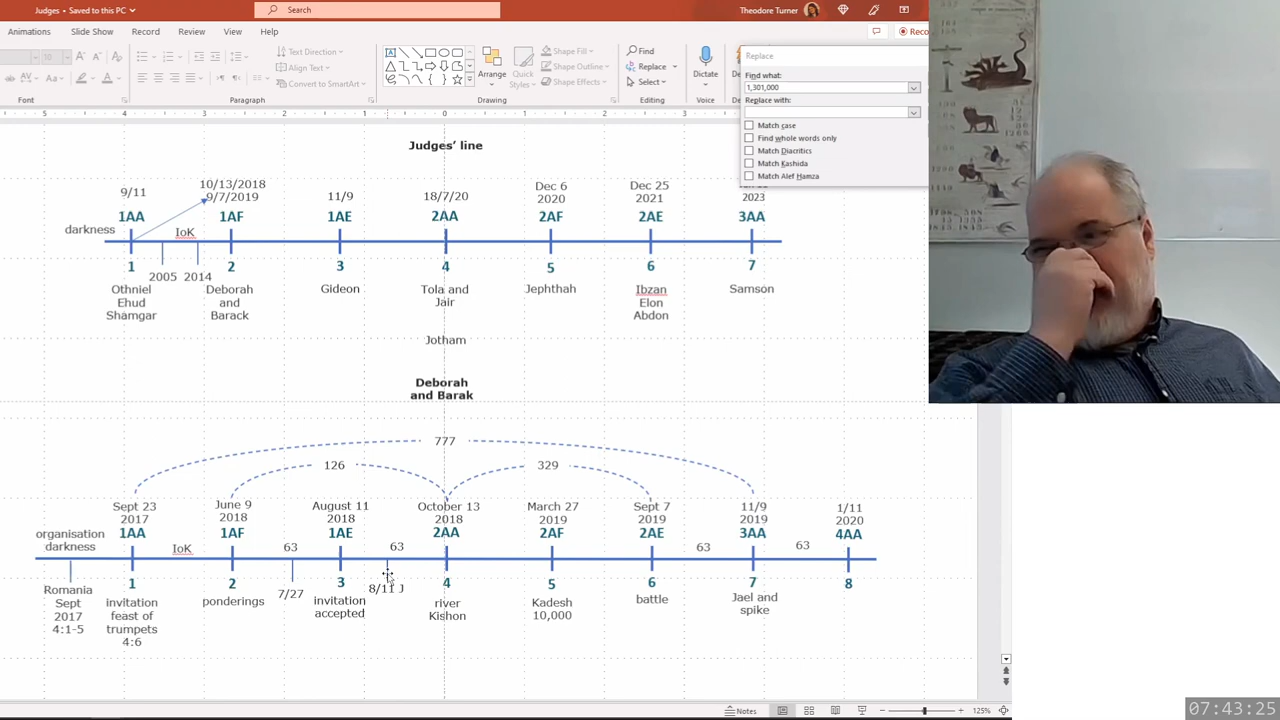 Judges - Saved to this PC
Search
Theodore Turner
Animations
Slide Show
Record
Review
View
Help
Text Direction
Align Text
Convert to SmartArt
Arrange
Quick
Styles
Shape Fill
Shape Outline
Shape Effects
Find
Replace
Select
Dictate
Font
Paragraph
Drawing
Editing
Voice
Replace
Find what:
1,301,000
Replace with:
Match case
Find whole words only
Match Diacritics
Match Kashida
Match Alef Hamza
4 3 2 1 1 2 3
Judges' line
9/11
10/13/2018
9/7/2019
11/9
18/7/20
Dec 6
2020
Dec 25
2021
2023
1AA 1AF 1AE 2AA 2AF 2AE 3AA
darkness
IoK
1 2 3 4 5 6 7
2005 2014
Othniel
Ehud
Shamgar
Deborah
and
Barack
Gideon
Tola and
Jair
Jephthah
Ibzan
Elon
Abdon
Samson
Jotham
Deborah
and Barak
777
126
329
Sept 23
2017
June 9
2018
August 11
2018
October 13
2018
March 27
2019
Sept 7
2019
11/9
2019
1/11
2020
1AA 1AF 1AE 2AA 2AF 2AE 3AA 4AA
organisation
darkness
IoK
63 63 63 63
1 2 3 4 5 6 7 8
7/27
8/11 J
Romania
Sept
2017
4:1-5
invitation
feast of
trumpets
4:6
ponderings
invitation
accepted
river
Kishon
Kadesh
10,000
battle
Jael and
spike
Notes
125%
07:43:25